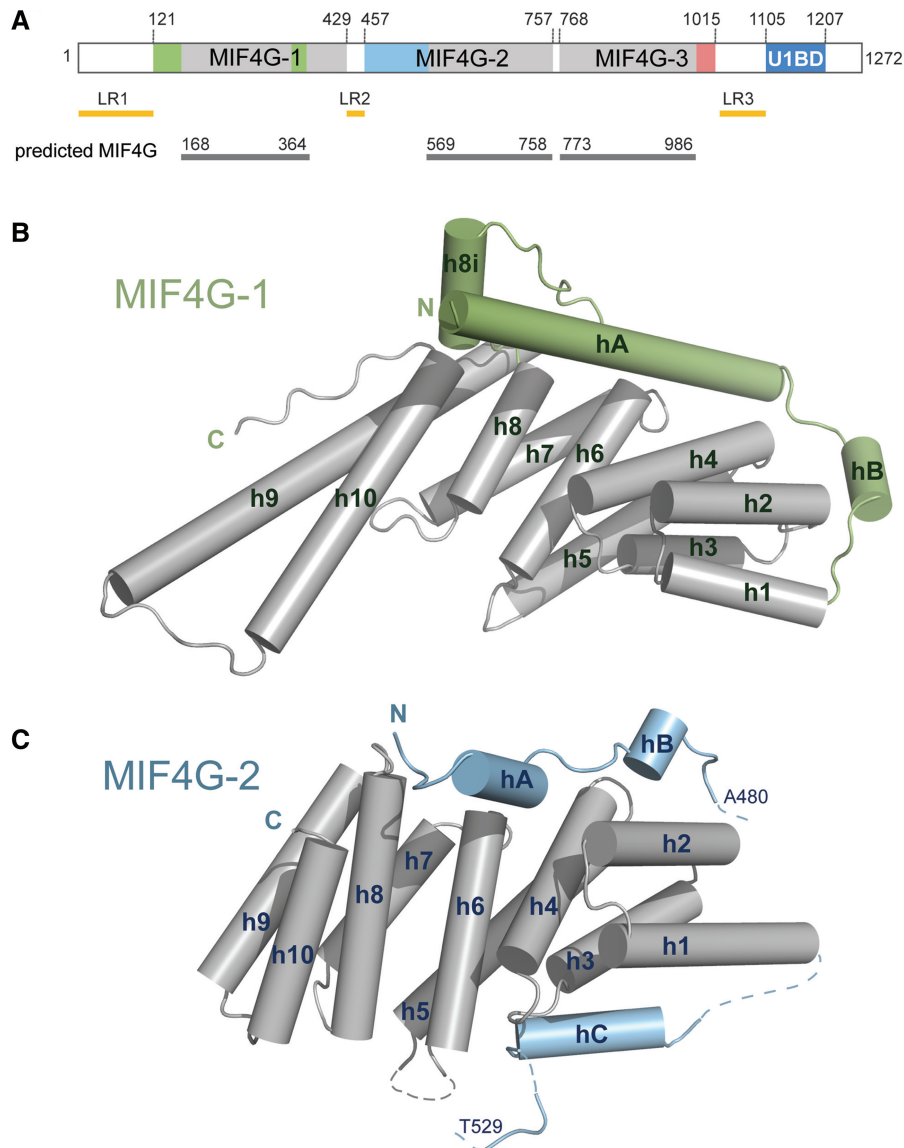 A
121 429 457 757 768 1015 1105 1207
1 MIF4G-1 MIF4G-2 MIF4G-3 U1BD 1272
LR1 LR2 LR3
predicted MIF4G 168 364 569 758 773 986
B
MIF4G-1
h8i
N
hA
C
h8
h7 h6
h4
hB
h9 h10
h2
h5
h3
h1
C
MIF4G-2
N
hA
hB
A480
C
h7
h2
h8
h9
h6
h4
h10
h3
h1
h5
hC
T529